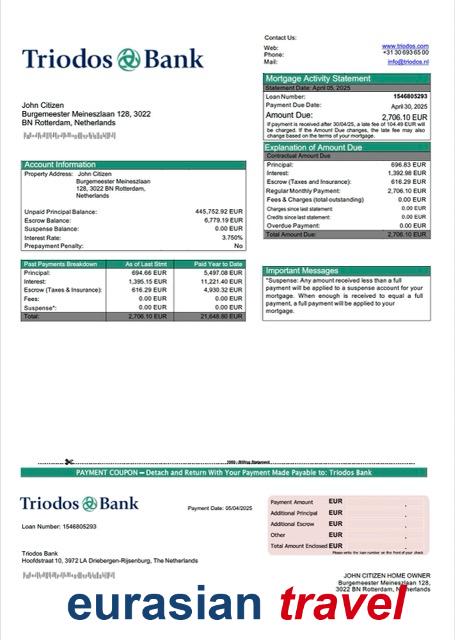 Triodos Bank
Contact Us:
Web: www.triodos.com
Phone: +31 30 693 65 00
Mail: info@triodos.nl
Mortgage Activity Statement
Statement Date: April 05, 2025
Loan Number: 1546805293
Payment Due Date: April 30, 2025
Amount Due: 2,706.10 EUR
If payment is received after 30/04/25, a late fee of 104.49 EUR will
be charged. If the Amount Due changes, the late fee may also
change based on the terms of your mortgage.
John Citizen
Burgemeester Meineszlaan 128, 3022
BN Rotterdam, Netherlands
Explanation of Amount Due
Contractual Amount Due
Principal: 696.83 EUR
Interest: 1,392.98 EUR
Escrow (Taxes and Insurance): 616.29 EUR
Regular Monthly Payment: 2,706.10 EUR
Fees & Charges (total outstanding) 0.00 EUR
Charges since last statement: 0.00 EUR
Credits since last statement: 0.00 EUR
Overdue Payment: 0.00 EUR
Total Amount Due: 2,706.10 EUR
Account Information
Property Address: John Citizen
Burgemeester Meineszlaan
128, 3022 BN Rotterdam,
Netherlands
Unpaid Principal Balance: 445,752.92 EUR
Escrow Balance: 6,779.19 EUR
Suspense Balance: 0.00 EUR
Interest Rate: 3.750%
Prepayment Penalty: No
Past Payments Breakdown As of Last Stmt Paid Year to Date
Principal: 694.66 EUR 5,497.08 EUR
Interest: 1,395.15 EUR 11,221.40 EUR
Escrow (Taxes & Insurance): 616.29 EUR 4,930.32 EUR
Fees: 0.00 EUR 0.00 EUR
Suspense*: 0.00 EUR 0.00 EUR
Total: 2,706.10 EUR 21,648.80 EUR
Important Messages
*Suspense: Any amount received less than a full
payment will be applied to a suspense account for your
mortgage. When enough is received to equal a full
payment, a full payment will be applied to your
mortgage.
Billing Statement
PAYMENT COUPON – Detach and Return With Your Payment Made Payable to: Triodos Bank
Triodos Bank
Payment Date: 05/04/2025
Loan Number: 1546805293
Payment Amount EUR .
Additional Principal EUR .
Additional Escrow EUR .
Other EUR .
Total Amount Enclosed EUR .
Please write the loan number on the front of your check.
Triodos Bank
Hoofdstraat 10, 3972 LA Driebergen-Rijsenburg, The Netherlands
JOHN CITIZEN HOME OWNER
Burgemeester Meineszlaan 128,
3022 BN Rotterdam, Netherlands
eurasian travel